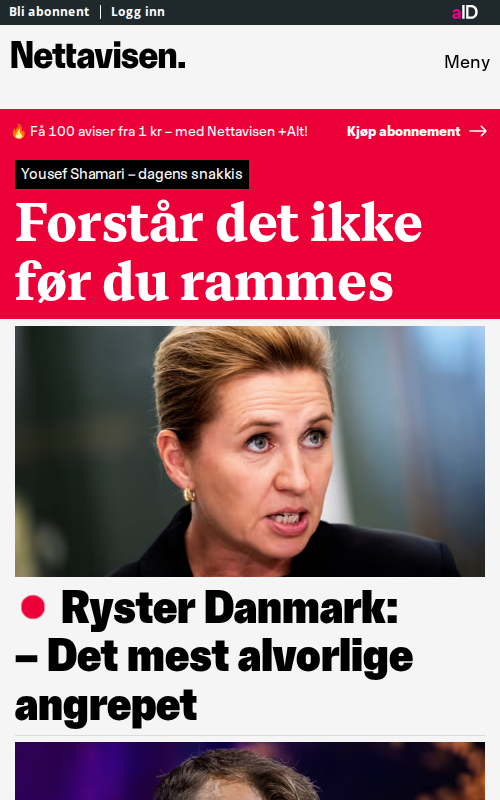 Bli abonnent | Logg inn
aID
Nettavisen.
Meny
🔥 Få 100 aviser fra 1 kr – med Nettavisen +Alt!
Kjøp abonnement →
Yousef Shamari – dagens snakkis
Forstår det ikke
før du rammes
Ryster Danmark:
– Det mest alvorlige
angrepet